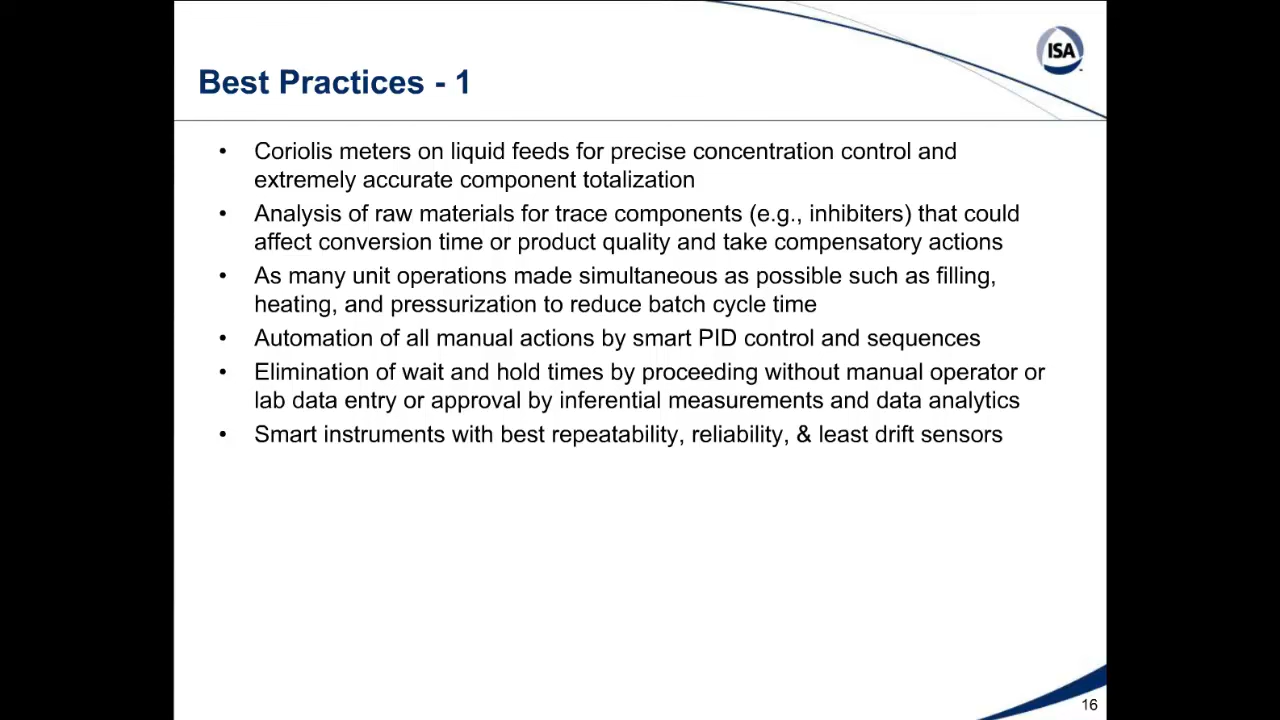 ISA
Best Practices - 1
• Coriolis meters on liquid feeds for precise concentration control and
extremely accurate component totalization
• Analysis of raw materials for trace components (e.g., inhibiters) that could
affect conversion time or product quality and take compensatory actions
• As many unit operations made simultaneous as possible such as filling,
heating, and pressurization to reduce batch cycle time
• Automation of all manual actions by smart PID control and sequences
• Elimination of wait and hold times by proceeding without manual operator or
lab data entry or approval by inferential measurements and data analytics
• Smart instruments with best repeatability, reliability, & least drift sensors
16